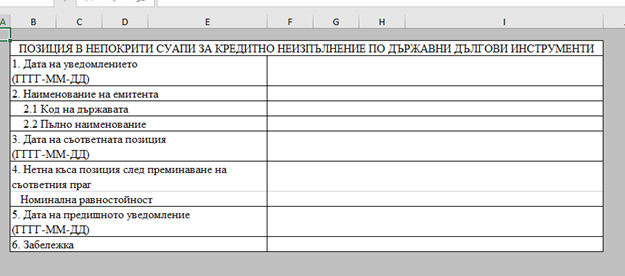 A B C D E F G H I
ПОЗИЦИЯ В НЕПОКРИТИ СУАПИ ЗА КРЕДИТНО НЕИЗПЪЛНЕНИЕ ПО ДЪРЖАВНИ ДЪЛГОВИ ИНСТРУМЕНТИ
1. Дата на уведомлението
(ГГГГ-ММ-ДД)
2. Наименование на емитента
2.1 Код на държавата
2.2 Пълно наименование
3. Дата на съответната позиция
(ГГГГ-ММ-ДД)
4. Нетна къса позиция след преминаване на
съответния праг
Номинална равностойност
5. Дата на предишното уведомление
(ГГГГ-ММ-ДД)
6. Забележка